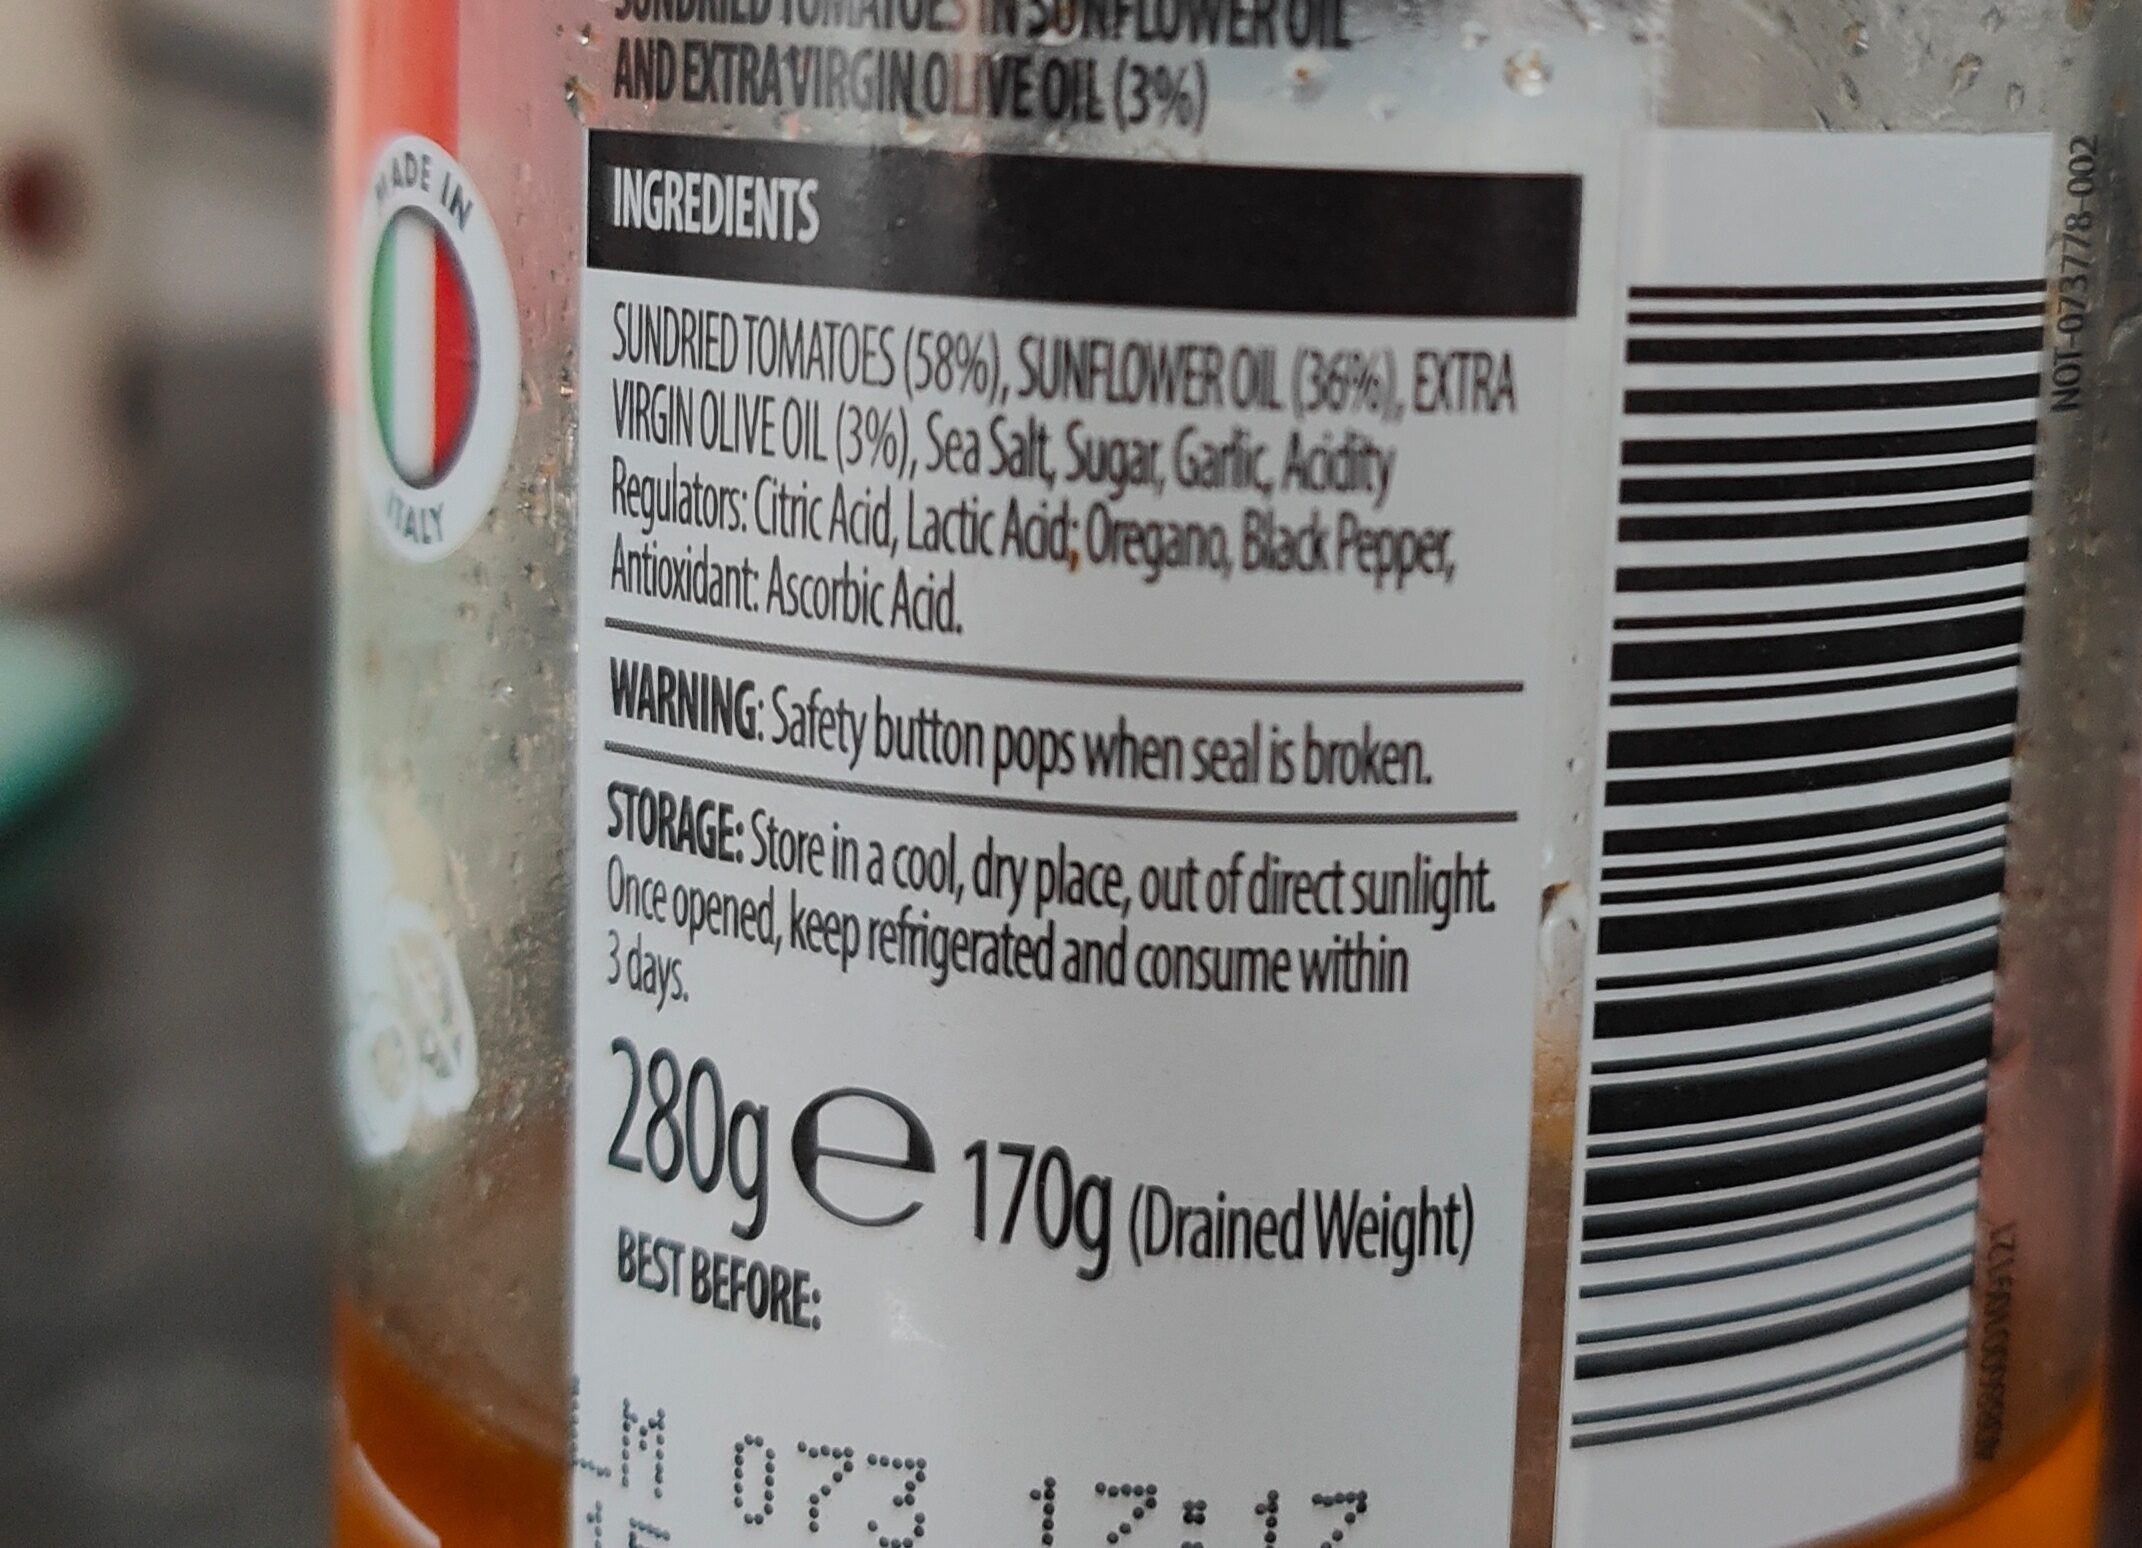 SUNDRIED TOMATOES IN SUNFLOWER OIL
AND EXTRA VIRGIN OLIVE OIL (3%)
MADE IN
ITALY
INGREDIENTS
SUNDRIED TOMATOES (58%), SUNFLOWER OIL (36%), EXTRA
VIRGIN OLIVE OIL (3%), Sea Salt, Sugar, Garlic, Acidity
Regulators: Citric Acid, Lactic Acid; Oregano, Black Pepper,
Antioxidant: Ascorbic Acid.
WARNING: Safety button pops when seal is broken.
STORAGE: Store in a cool, dry place, out of direct sunlight.
Once opened, keep refrigerated and consume within
3 days.
280g e 170g (Drained Weight)
BEST BEFORE:
LM 073 17:17
NOT-073778-002